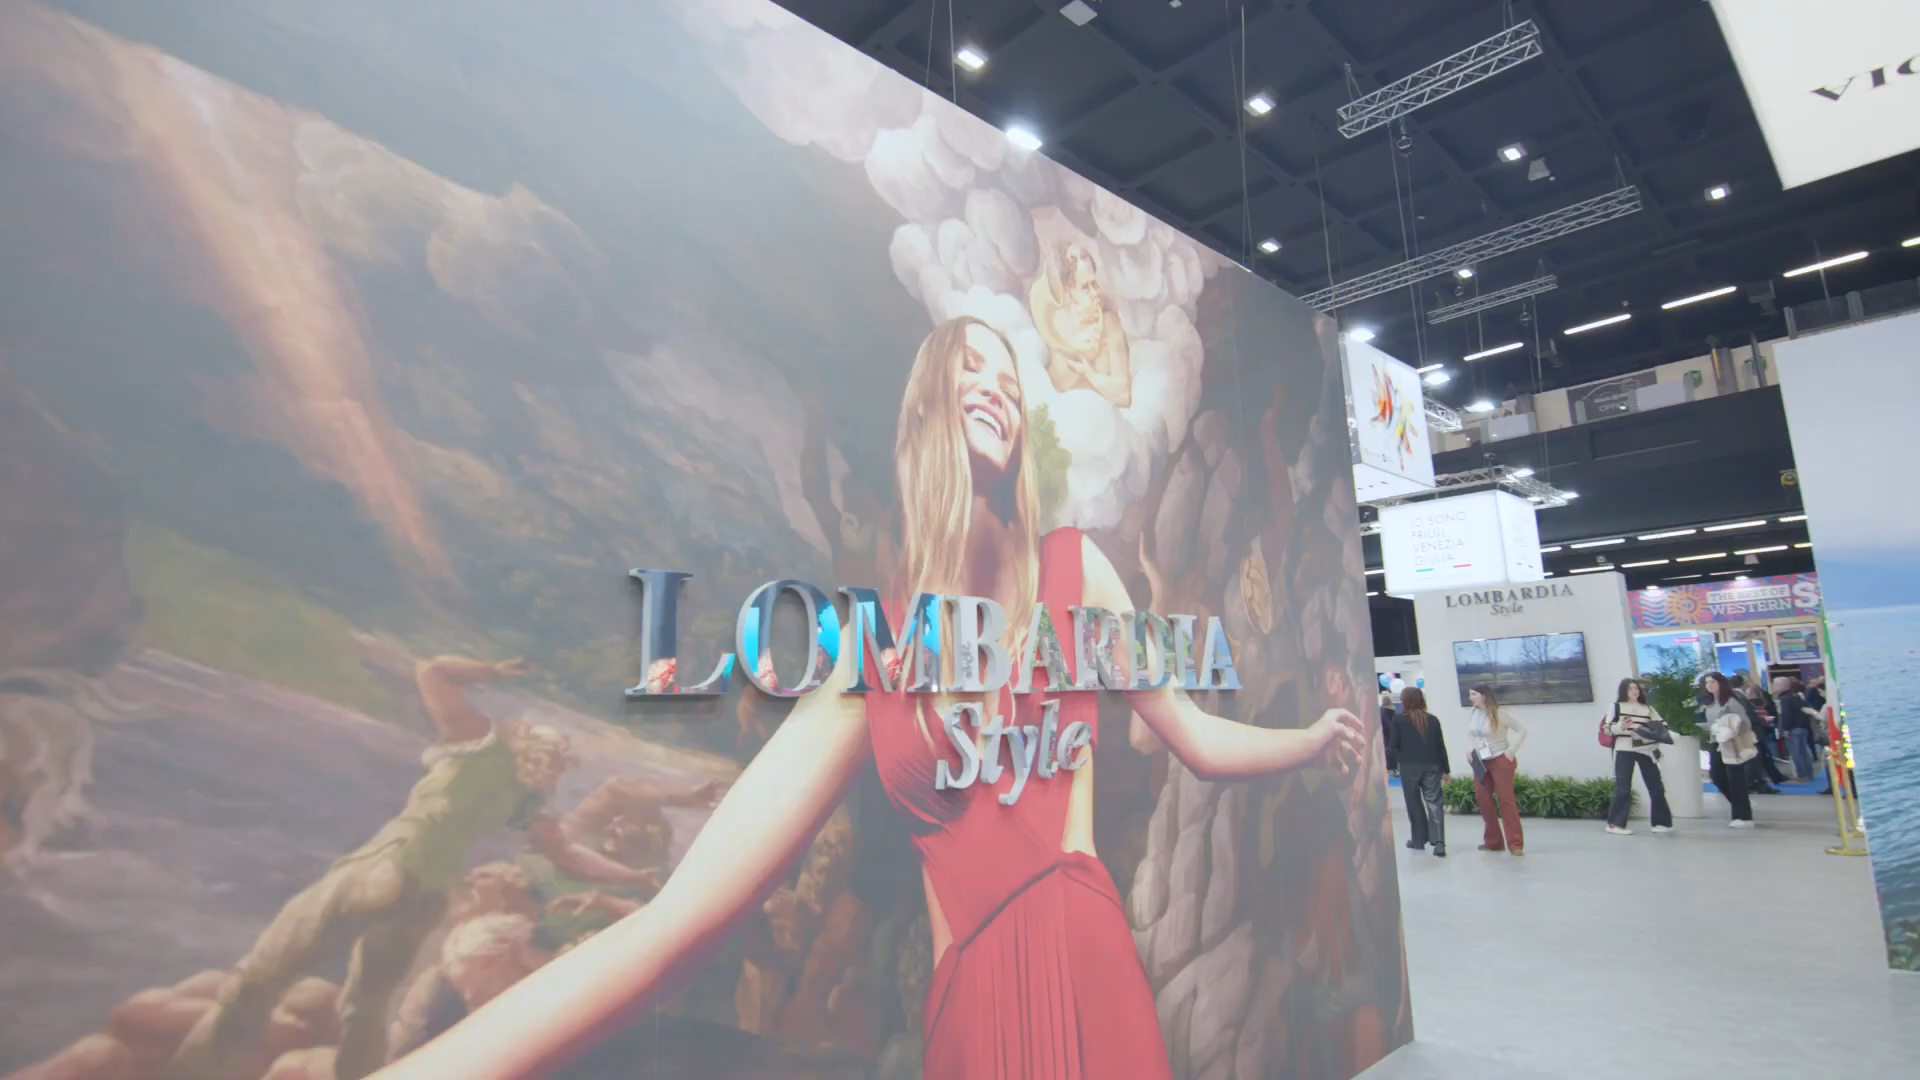 LOMBARDIA
Style
IO SONO
FRIULI
VENEZIA
GIULIA
LOMBARDIA
Style
THE BEST OF
WESTERN